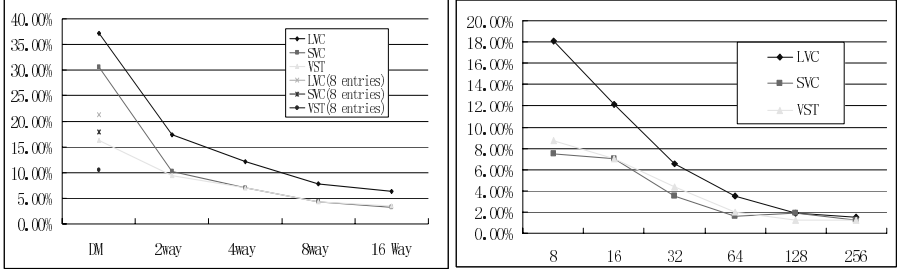 40.00%
35.00%
30.00%
25.00%
20.00%
15.00%
10.00%
5.00%
0.00%
LVC
SVC
VST
LVC(8 entries)
SVC(8 entries)
VST(8 entries)
DM 2way 4way 8way 16 Way
20.00%
18.00%
16.00%
14.00%
12.00%
10.00%
8.00%
6.00%
4.00%
2.00%
0.00%
LVC
SVC
VST
8 16 32 64 128 256